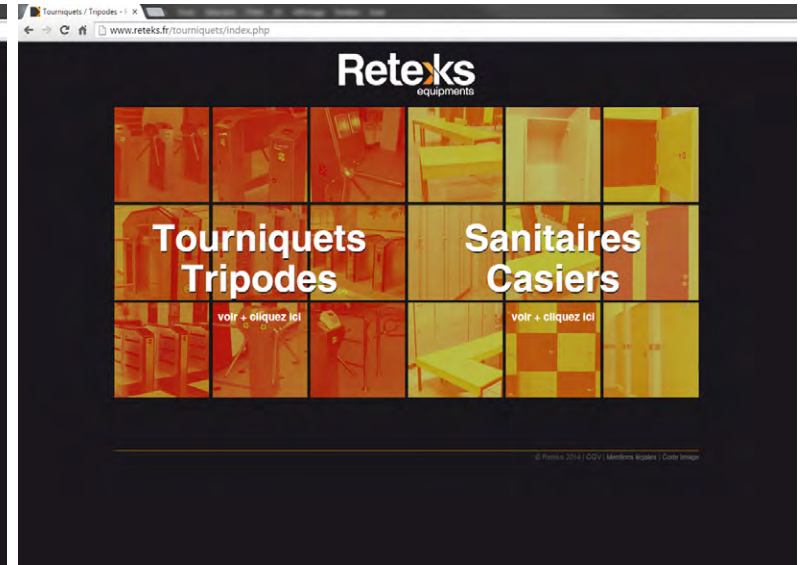 Tourniquets / Tripodes -
www.reteks.fr/tourniquets/index.php
Reteks
equipments
Tourniquets
Tripodes
voir + cliquez ici
Sanitaires
Casiers
voir + cliquez ici
© Reteks 2014 | CGV | Mentions légales | Code Image